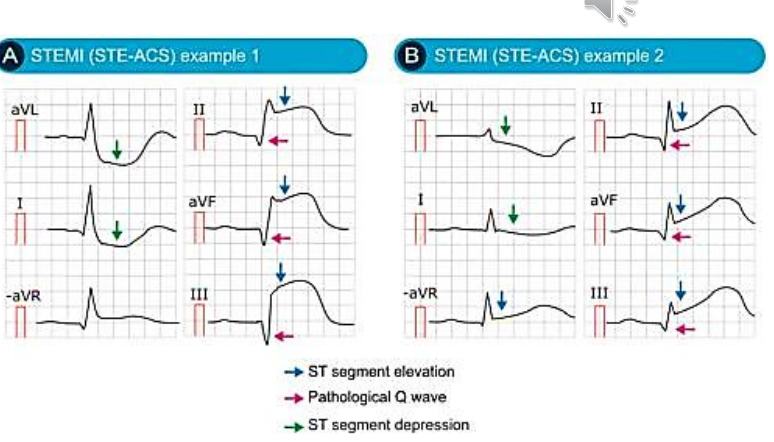 A STEMI (STE-ACS) example 1
aVL
II
I
aVF
-aVR
III
B STEMI (STE-ACS) example 2
aVL
II
I
aVF
-aVR
III
ST segment elevation
Pathological Q wave
ST segment depression